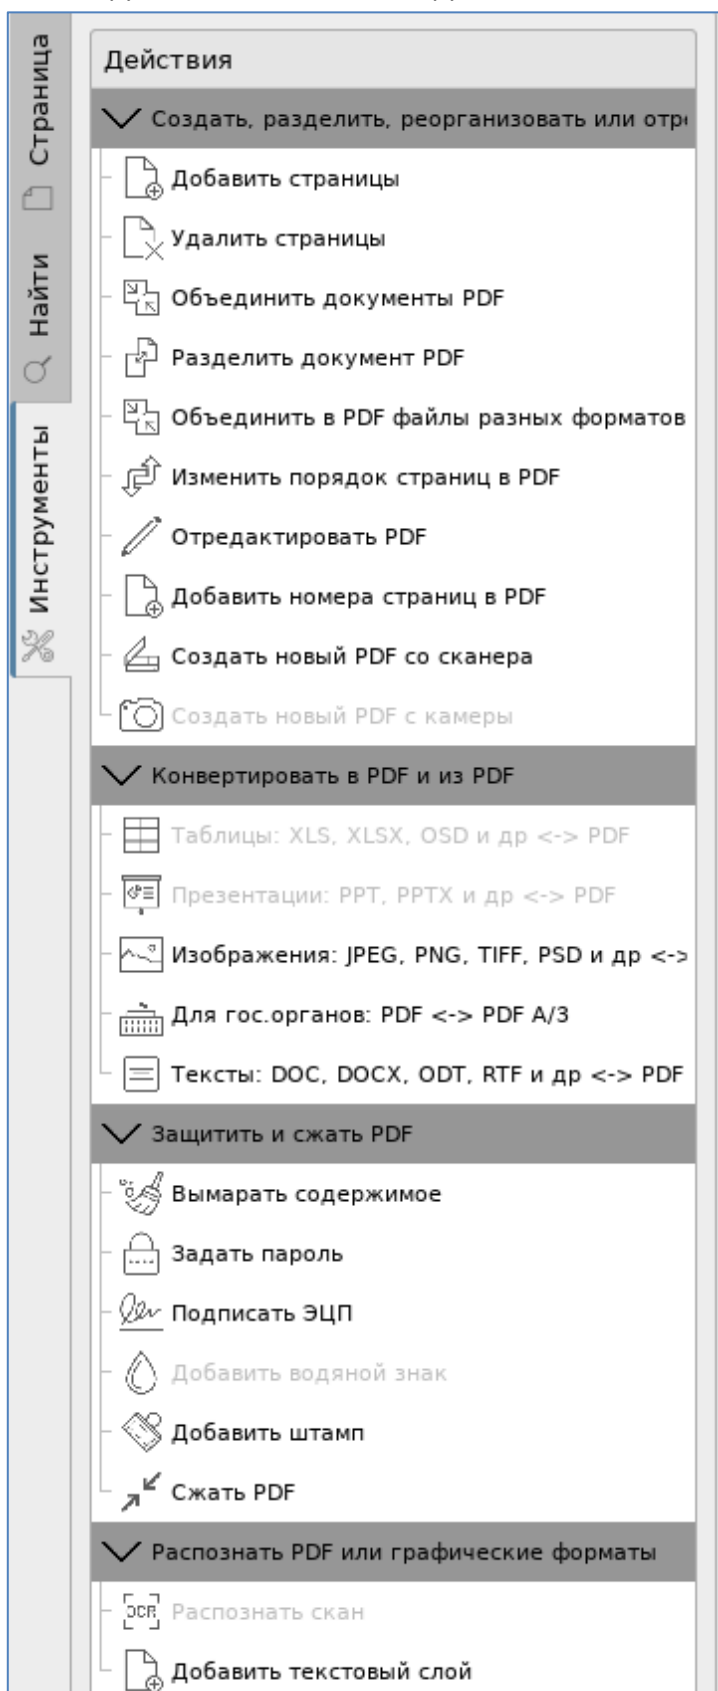 Страница
Найти
Инструменты
Действия
Создать, разделить, реорганизовать или
Добавить страницы
Удалить страницы
Объединить документы PDF
Разделить документ PDF
Объединить в PDF файлы разных форматов
Изменить порядок страниц в PDF
Отредактировать PDF
Добавить номера страниц в PDF
Создать новый PDF со сканера
Создать новый PDF с камеры
Конвертировать в PDF и из PDF
Таблицы: XLS, XLSX, OSD и др <-> PDF
Презентации: PPT, PPTX и др <-> PDF
Изображения: JPEG, PNG, TIFF, PSD и др <->
Для гос.органов: PDF <-> PDF A/3
Тексты: DOC, DOCX, ODT, RTF и др <-> PDF
Защитить и сжать PDF
Вымарать содержимое
Задать пароль
Подписать ЭЦП
Добавить водяной знак
Добавить штамп
Сжать PDF
Распознать PDF или графические форматы
OCR Распознать скан
Добавить текстовый слой